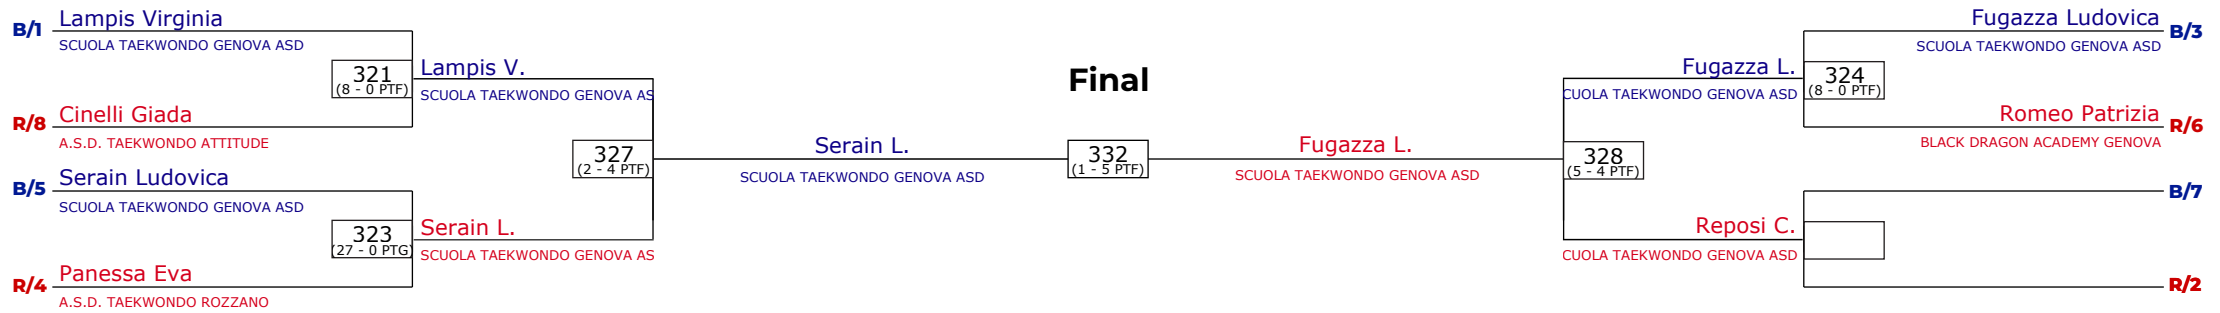 B/1
Lampis Virginia
SCUOLA TAEKWONDO GENOVA ASD
321
(8 - 0 PTF)
R/8
Cinelli Giada
A.S.D. TAEKWONDO ATTITUDE
Lampis V.
SCUOLA TAEKWONDO GENOVA AS
327
(2 - 4 PTF)
B/5
Serain Ludovica
SCUOLA TAEKWONDO GENOVA ASD
323
(27 - 0 PTG)
R/4
Panessa Eva
A.S.D. TAEKWONDO ROZZANO
Serain L.
SCUOLA TAEKWONDO GENOVA AS
Final
Serain L.
SCUOLA TAEKWONDO GENOVA ASD
332
(1 - 5 PTF)
Fugazza L.
SCUOLA TAEKWONDO GENOVA ASD
Fugazza L.
CUOLA TAEKWONDO GENOVA ASD
328
(5 - 4 PTF)
Reposi C.
CUOLA TAEKWONDO GENOVA ASD
Fugazza Ludovica
B/3
SCUOLA TAEKWONDO GENOVA ASD
324
(8 - 0 PTF)
Romeo Patrizia
R/6
BLACK DRAGON ACADEMY GENOVA
B/7
R/2